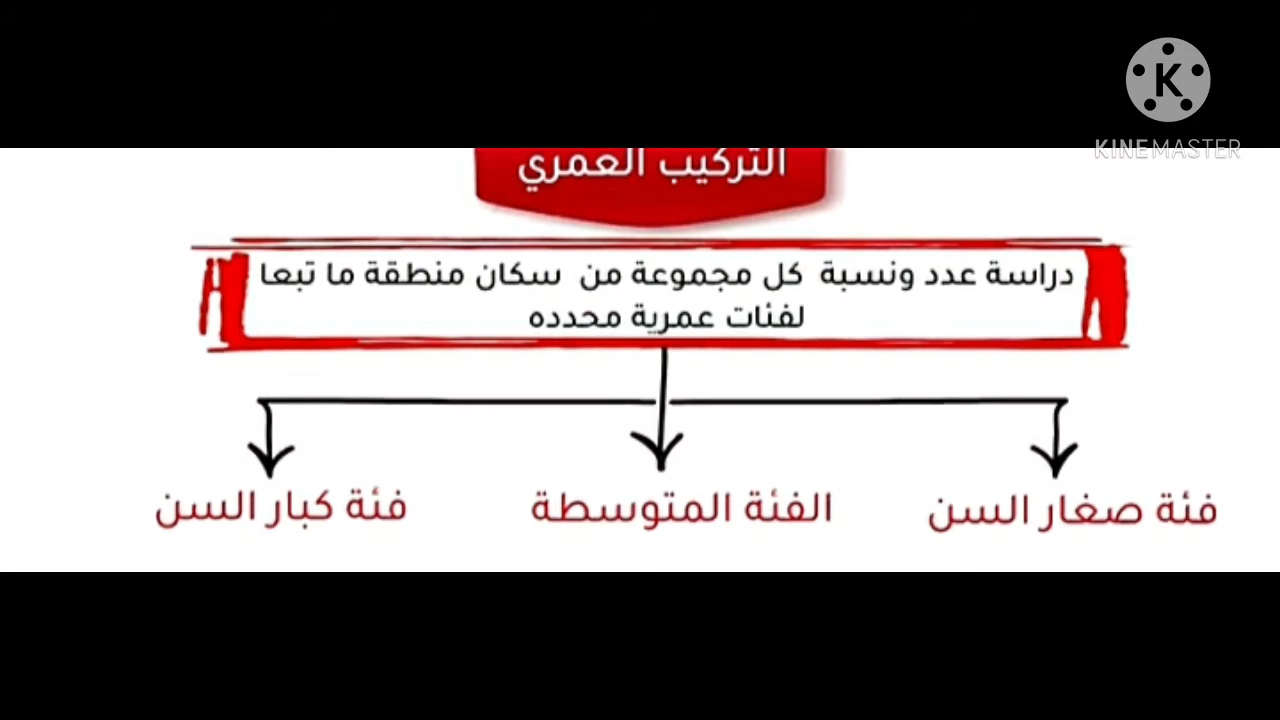 K
KINEMASTER
التركيب العمري
دراسة عدد ونسبة كل مجموعة من سكان منطقة ما تبعا
لفئات عمرية محدده
فئة صغار السن
الفئة المتوسطة
فئة كبار السن